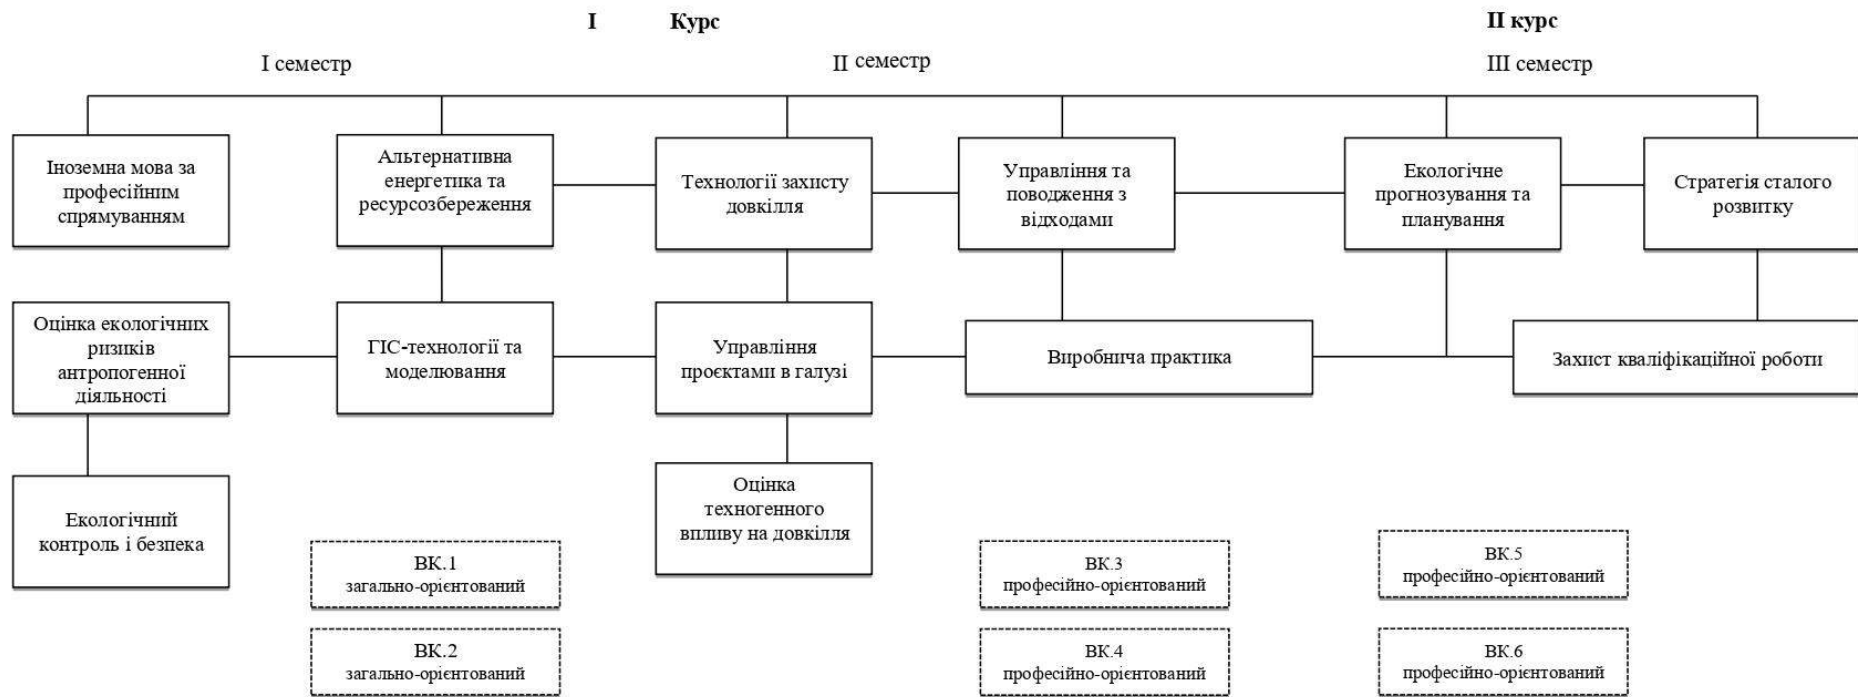 I Курс
II курс
I семестр
II семестр
III семестр
Іноземна мова за
професійним
спрямуванням
Альтернативна
енергетика та
ресурсозбереження
Технології захисту
довкілля
Управління та
поводження з
відходами
Екологічне
прогнозування та
планування
Стратегія сталого
розвитку
Оцінка екологічних
ризиків
антропогенної
діяльності
ГІС-технології та
моделювання
Управління
проєктами в галузі
Виробнича практика
Захист кваліфікаційної роботи
Екологічний
контроль і безпека
Оцінка
техногенного
впливу на довкілля
ВК.1
загально-орієнтований
ВК.3
професійно-орієнтований
ВК.5
професійно-орієнтований
ВК.2
загально-орієнтований
ВК.4
професійно-орієнтований
ВК.6
професійно-орієнтований